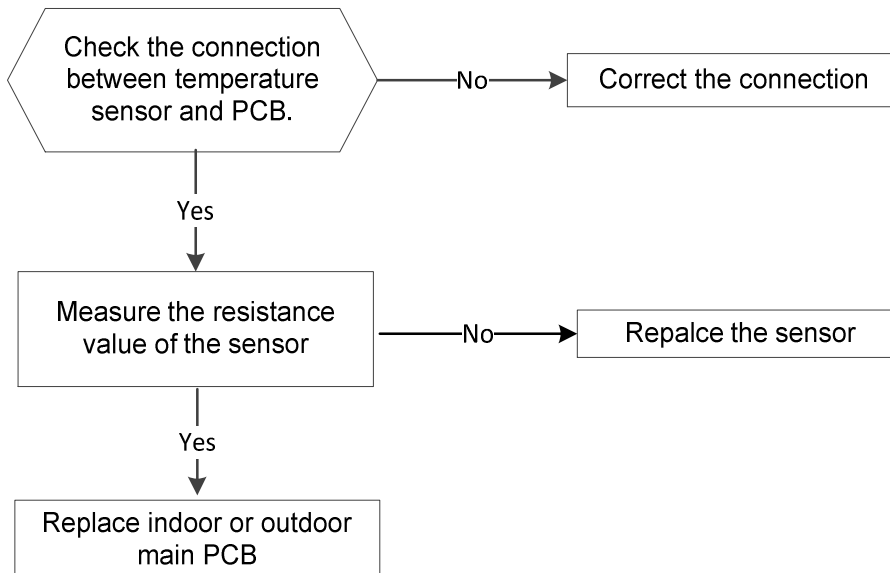 Check the connection
between temperature
sensor and PCB.
No
Correct the connection
Yes
Measure the resistance
value of the sensor
No
Repalce the sensor
Yes
Replace indoor or outdoor
main PCB